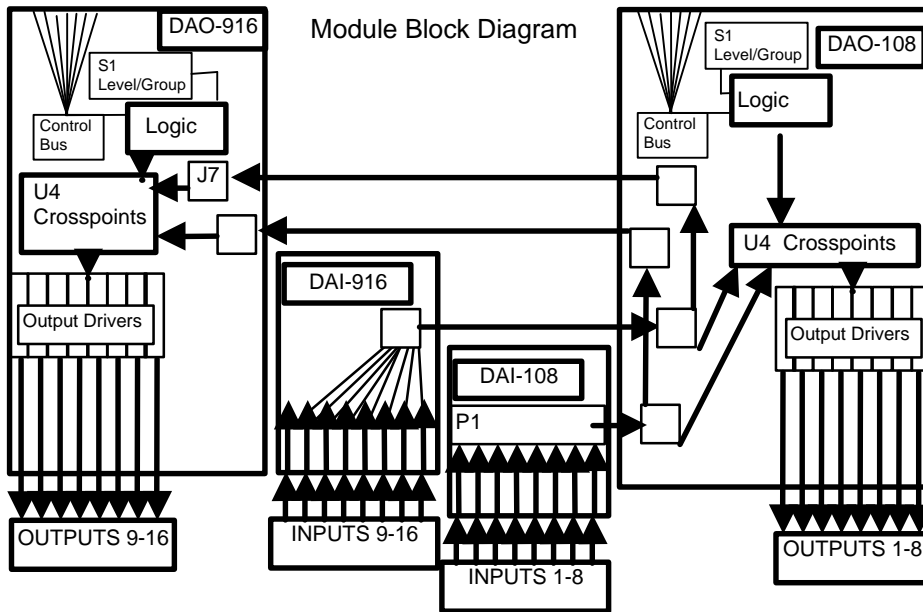 Module Block Diagram
DAO-916
S1
Level/Group
Control
Bus
Logic
J7
U4
Crosspoints
Output Drivers
OUTPUTS 9-16
DAI-916
INPUTS 9-16
DAI-108
P1
INPUTS 1-8
DAO-108
S1
Level/Group
Control
Bus
Logic
U4 Crosspoints
Output Drivers
OUTPUTS 1-8